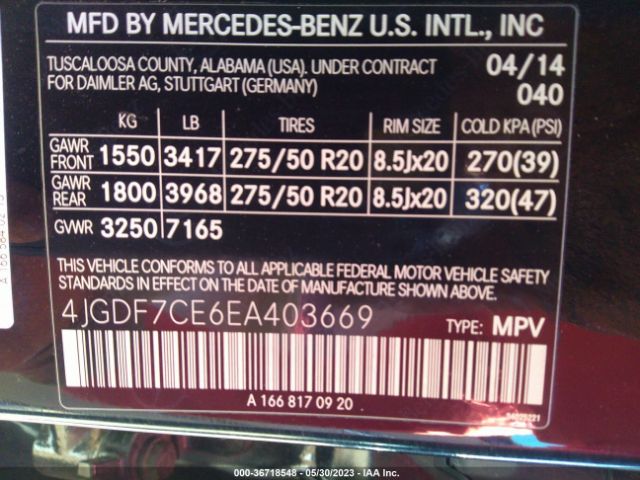 MFD BY MERCEDES-BENZ U.S. INTL., INC
TUSCALOOSA COUNTY, ALABAMA (USA). UNDER CONTRACT 04/14
FOR DAIMLER AG, STUTTGART (GERMANY) 040
KG LB TIRES RIM SIZE COLD KPA(PSI)
GAWR FRONT 1550 3417 275/50 R20 8.5Jx20 270(39)
GAWR REAR 1800 3968 275/50 R20 8.5Jx20 320(47)
GVWR 3250 7165
THIS VEHICLE CONFORMS TO ALL APPLICABLE FEDERAL MOTOR VEHICLE SAFETY
STANDARDS IN EFFECT ON THE DATE OF MANUFACTURE SHOWN ABOVE.
4JGDF7CE6EA403669 TYPE: MPV
A 166 817 09 20
000-36718548 - 05/30/2023 - IAA Inc.